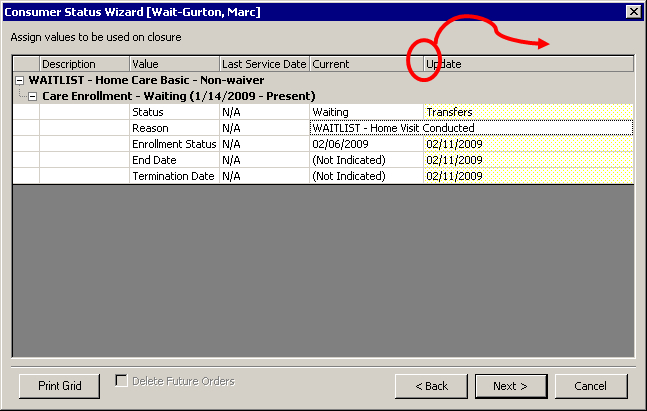 Consumer Status Wizard [Wait-Gurton, Marc]
Assign values to be used on closure
Description Value Last Service Date Current Update
WAITLIST - Home Care Basic - Non-waiver
Care Enrollment - Waiting (1/14/2009 - Present)
Status N/A Waiting Transfers
Reason N/A WAITLIST - Home Visit Conducted
Enrollment Status N/A 02/06/2009 02/11/2009
End Date N/A (Not Indicated) 02/11/2009
Termination Date N/A (Not Indicated) 02/11/2009
Print Grid Delete Future Orders < Back Next > Cancel